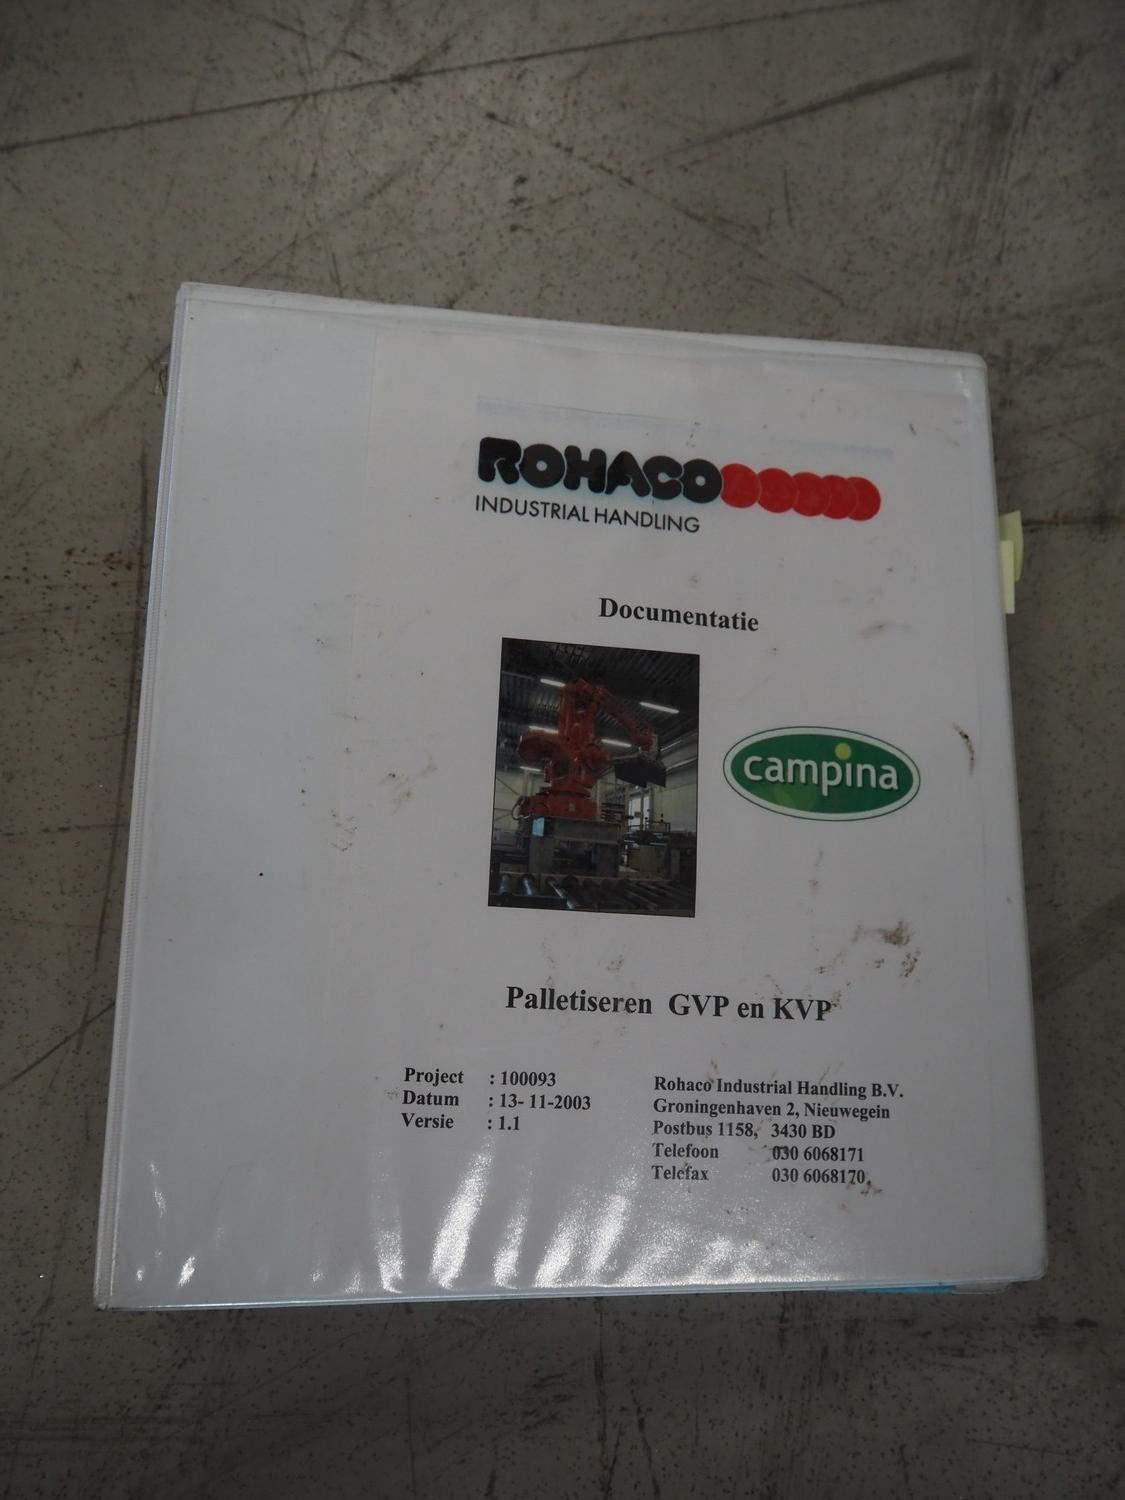 ROHACO
INDUSTRIAL HANDLING
Documentatie
campina
Palletiseren GVP en KVP
Project : 100093
Datum : 13- 11-2003
Versie : 1.1
Rohaco Industrial Handling B.V.
Groningenhaven 2, Nieuwegein
Postbus 1158, 3430 BD
Telefoon 030 6068171
Telefax 030 6068170